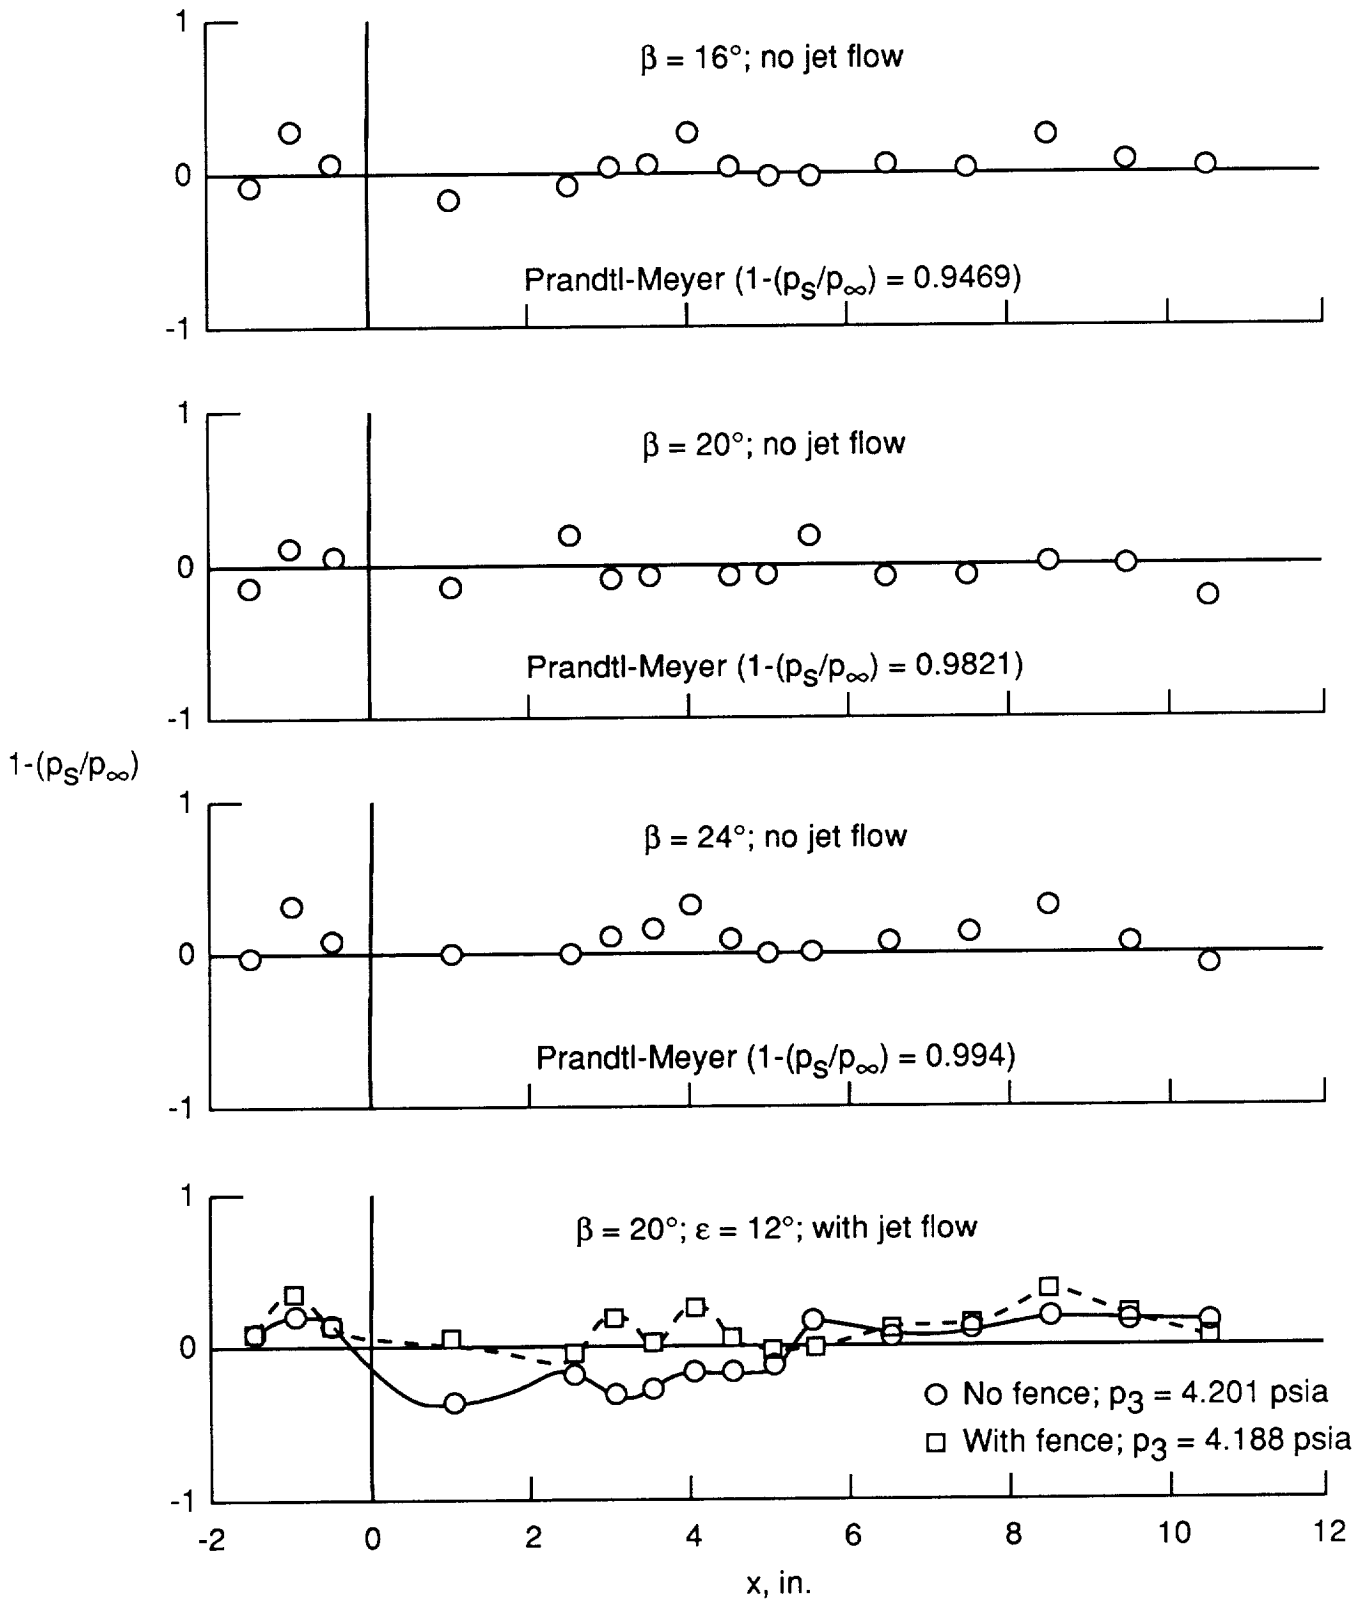 1
β = 16°; no jet flow
0
Prandtl-Meyer (1-(pₛ/p∞) = 0.9469)
-1
1
β = 20°; no jet flow
0
Prandtl-Meyer (1-(pₛ/p∞) = 0.9821)
-1
1-(pₛ/p∞)
1
β = 24°; no jet flow
0
Prandtl-Meyer (1-(pₛ/p∞) = 0.994)
-1
1
β = 20°; ε = 12°; with jet flow
0
No fence; p₃ = 4.201 psia
With fence; p₃ = 4.188 psia
-1
-2 0 2 4 6 8 10 12
x, in.